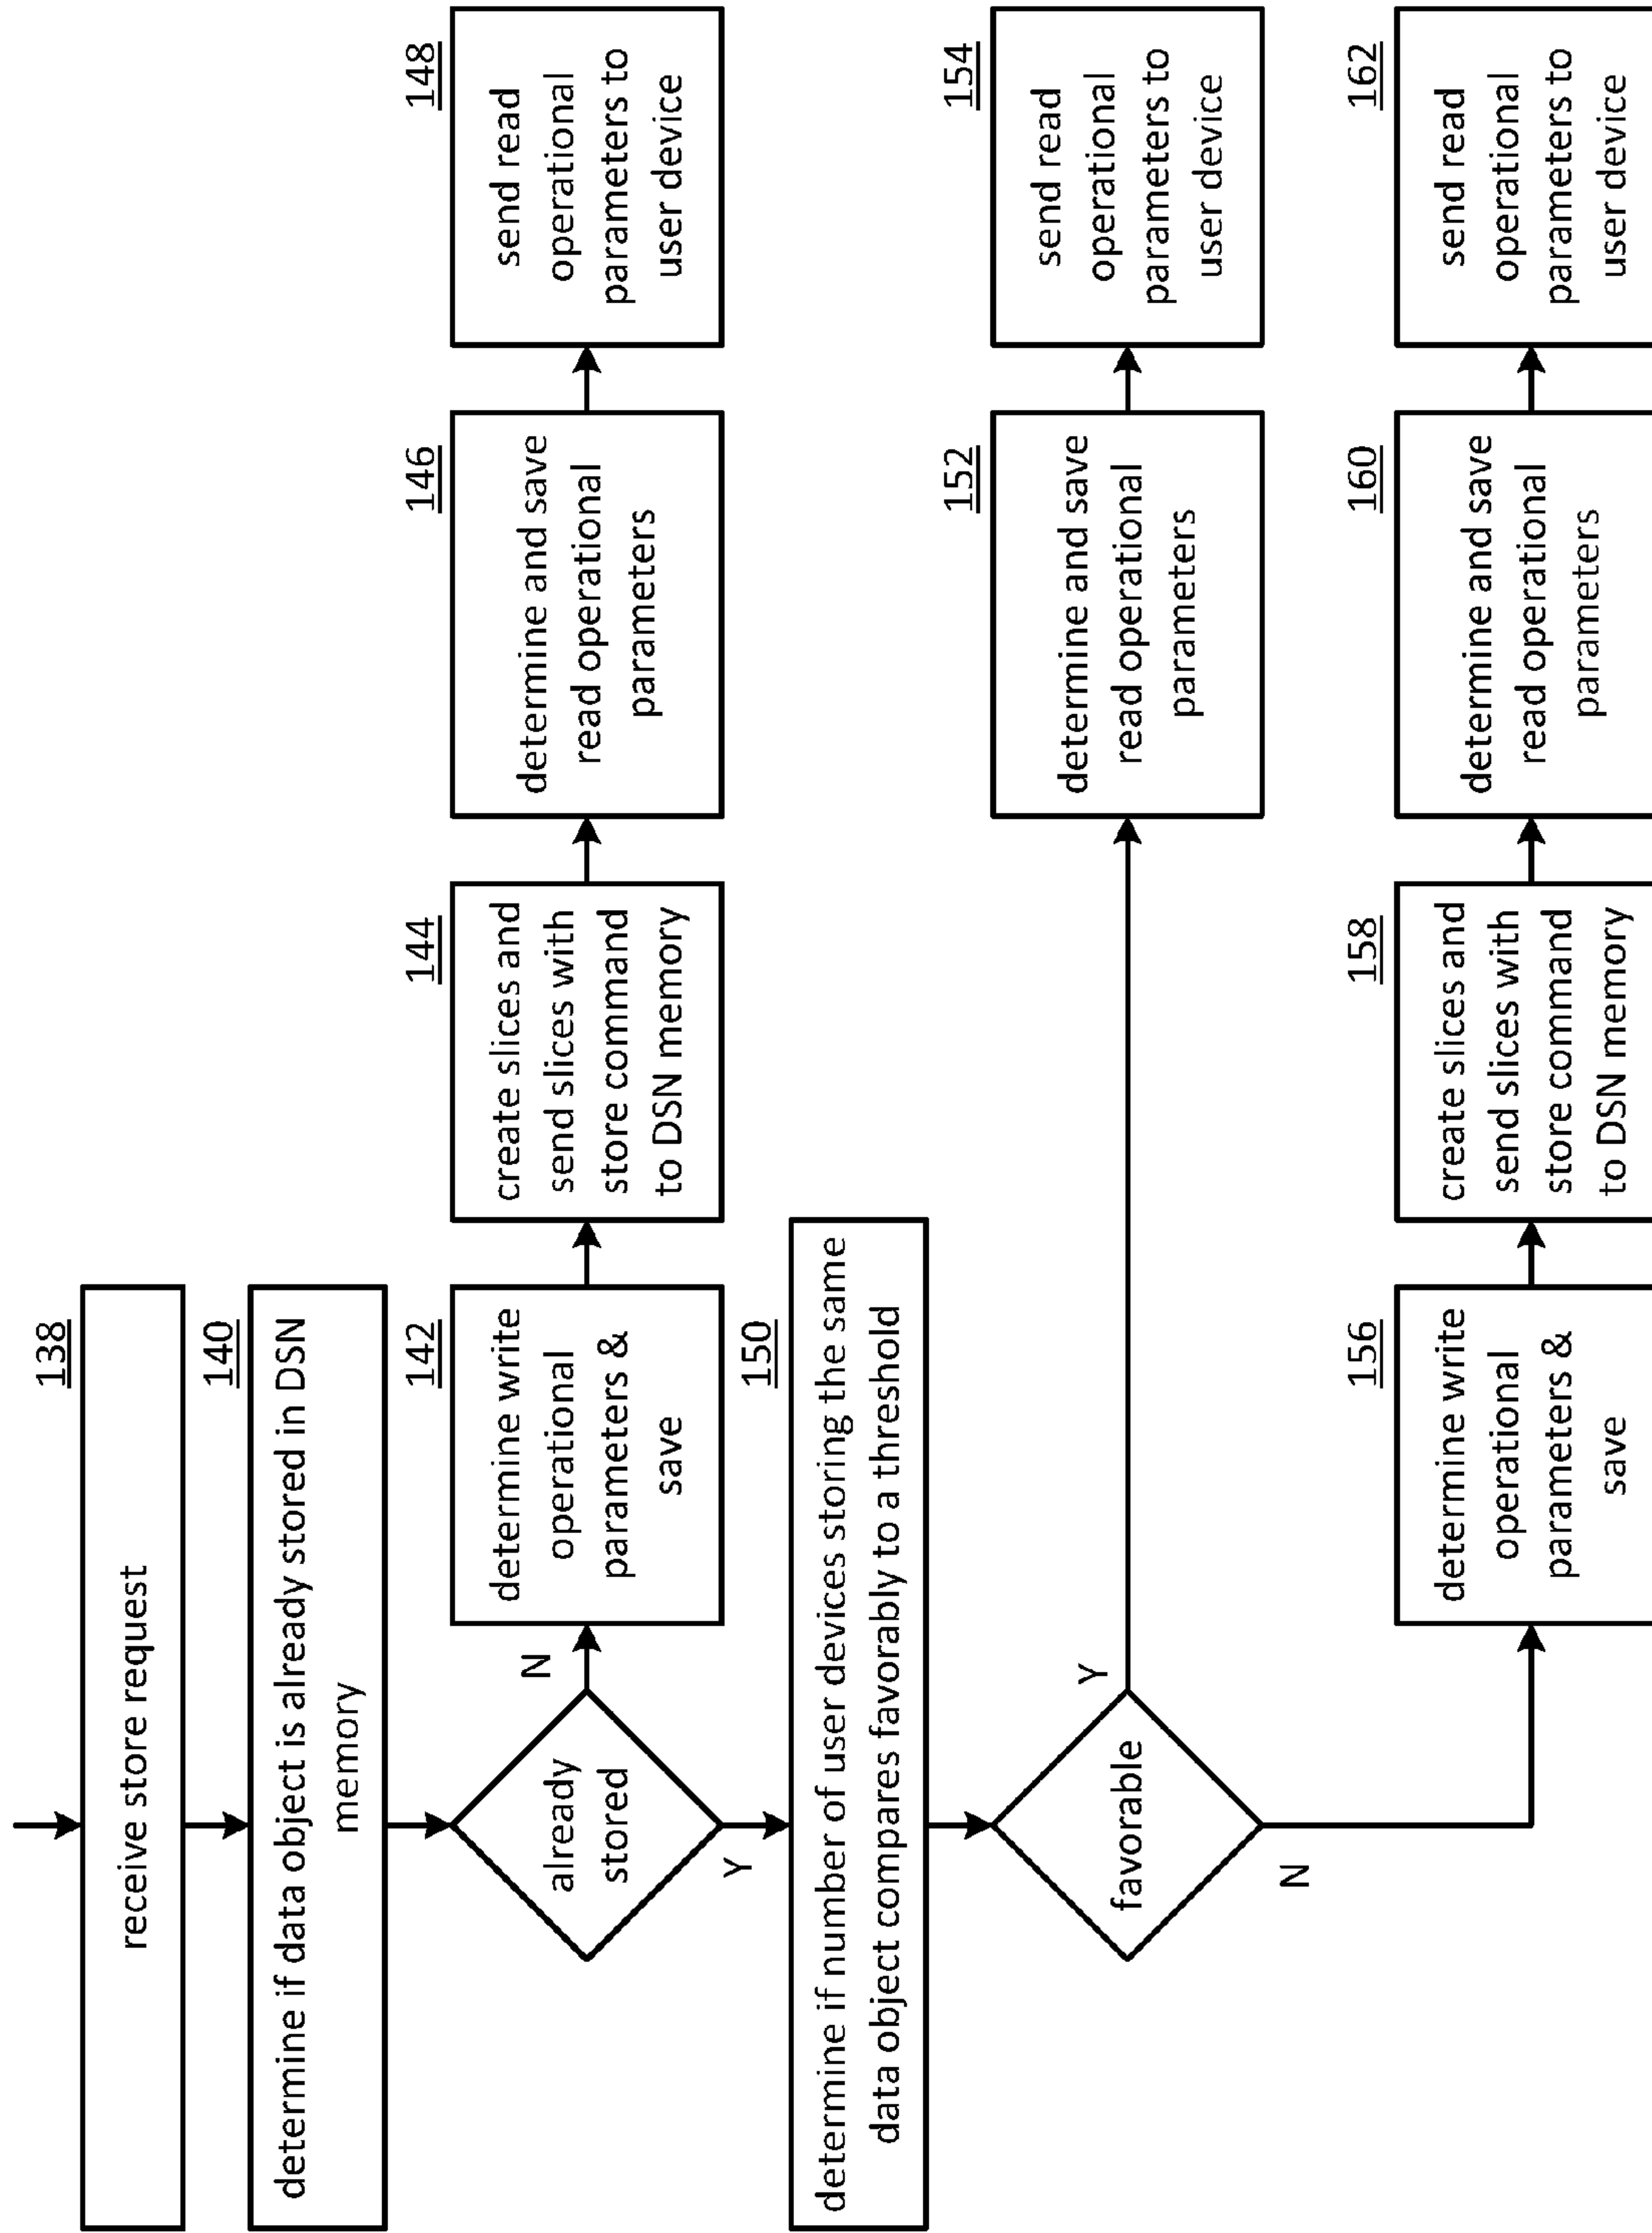 138
receive store request
140
determine if data object is already stored in DSN
memory
already
stored
N
Y
142
determine write
operational
parameters &
save
144
create slices and
send slices with
store command
to DSN memory
146
determine and save
read operational
parameters
148
send read
operational
parameters to
user device
150
determine if number of user devices storing the same
data object compares favorably to a threshold
favorable
Y
N
152
determine and save
read operational
parameters
154
send read
operational
parameters to
user device
156
determine write
operational
parameters &
save
158
create slices and
send slices with
store command
to DSN memory
160
determine and save
read operational
parameters
162
send read
operational
parameters to
user device